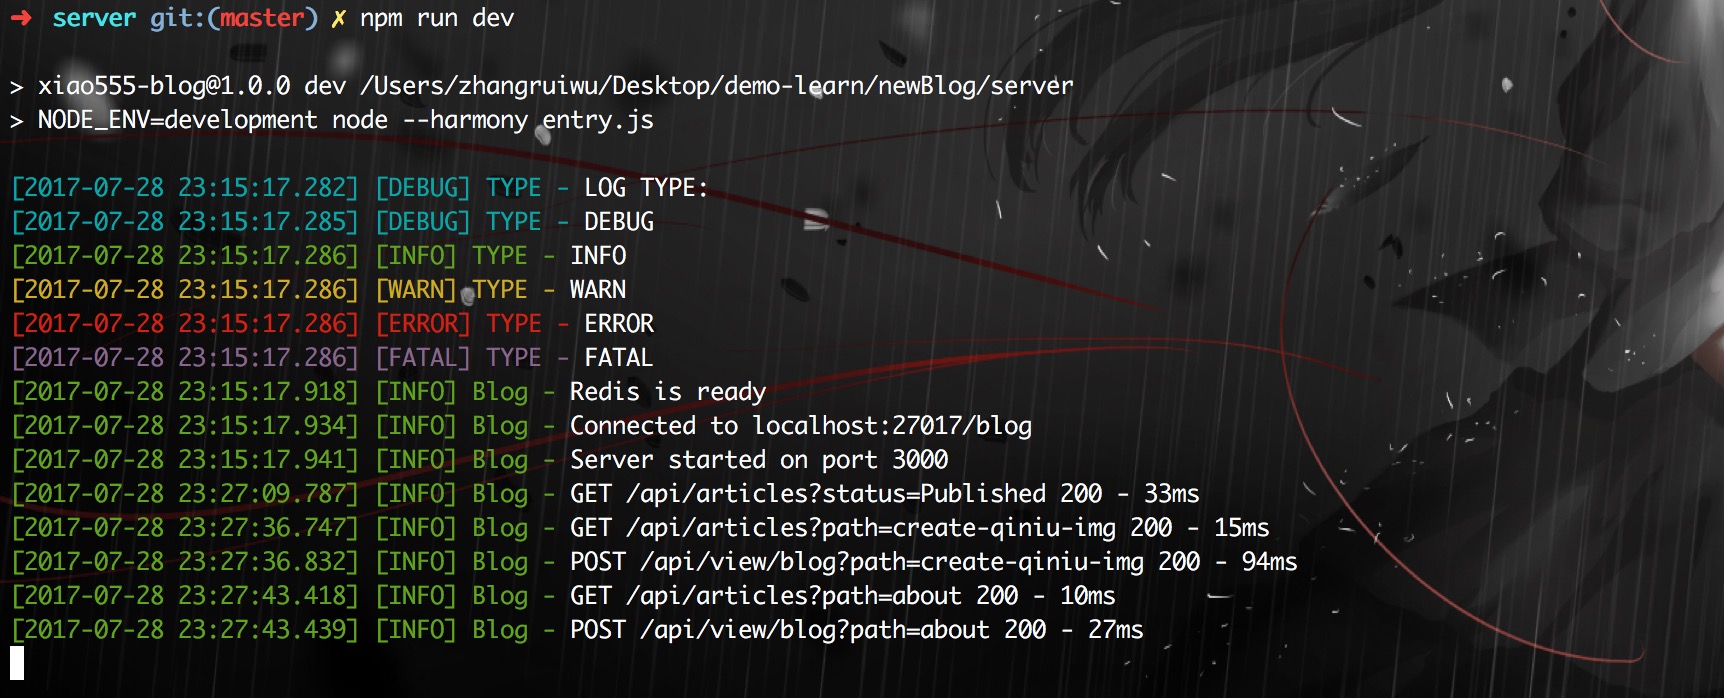 ➜ server git:(master) ✗ npm run dev
> xiao555-blog@1.0.0 dev /Users/zhangruiwu/Desktop/demo-learn/newBlog/server
> NODE_ENV=development node --harmony entry.js
[2017-07-28 23:15:17.282] [DEBUG] TYPE - LOG TYPE:
[2017-07-28 23:15:17.285] [DEBUG] TYPE - DEBUG
[2017-07-28 23:15:17.286] [INFO] TYPE - INFO
[2017-07-28 23:15:17.286] [WARN] TYPE - WARN
[2017-07-28 23:15:17.286] [ERROR] TYPE - ERROR
[2017-07-28 23:15:17.286] [FATAL] TYPE - FATAL
[2017-07-28 23:15:17.918] [INFO] Blog - Redis is ready
[2017-07-28 23:15:17.934] [INFO] Blog - Connected to localhost:27017/blog
[2017-07-28 23:15:17.941] [INFO] Blog - Server started on port 3000
[2017-07-28 23:27:09.787] [INFO] Blog - GET /api/articles?status=Published 200 - 33ms
[2017-07-28 23:27:36.747] [INFO] Blog - GET /api/articles?path=create-qiniu-img 200 - 15ms
[2017-07-28 23:27:36.832] [INFO] Blog - POST /api/view/blog?path=create-qiniu-img 200 - 94ms
[2017-07-28 23:27:43.418] [INFO] Blog - GET /api/articles?path=about 200 - 10ms
[2017-07-28 23:27:43.439] [INFO] Blog - POST /api/view/blog?path=about 200 - 27ms